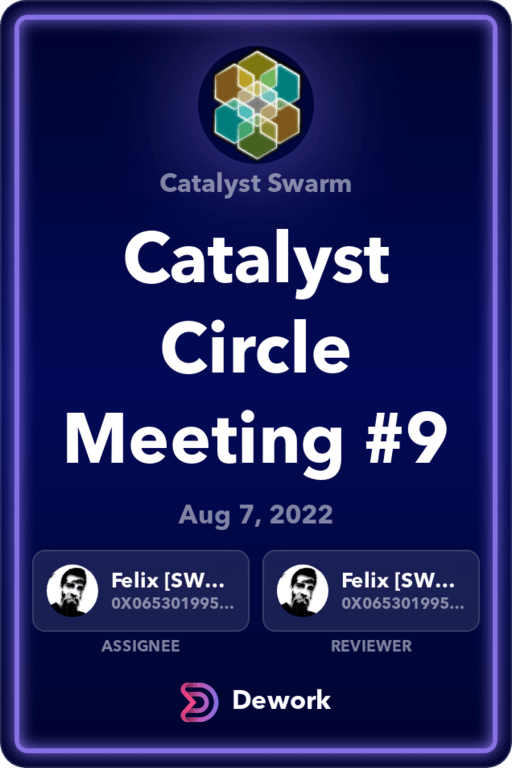 Catalyst Swarm
Catalyst
Circle
Meeting #9
Aug 7, 2022
Felix [SW...
0X065301995...
ASSIGNEE
Felix [SW...
0X065301995...
REVIEWER
Dework